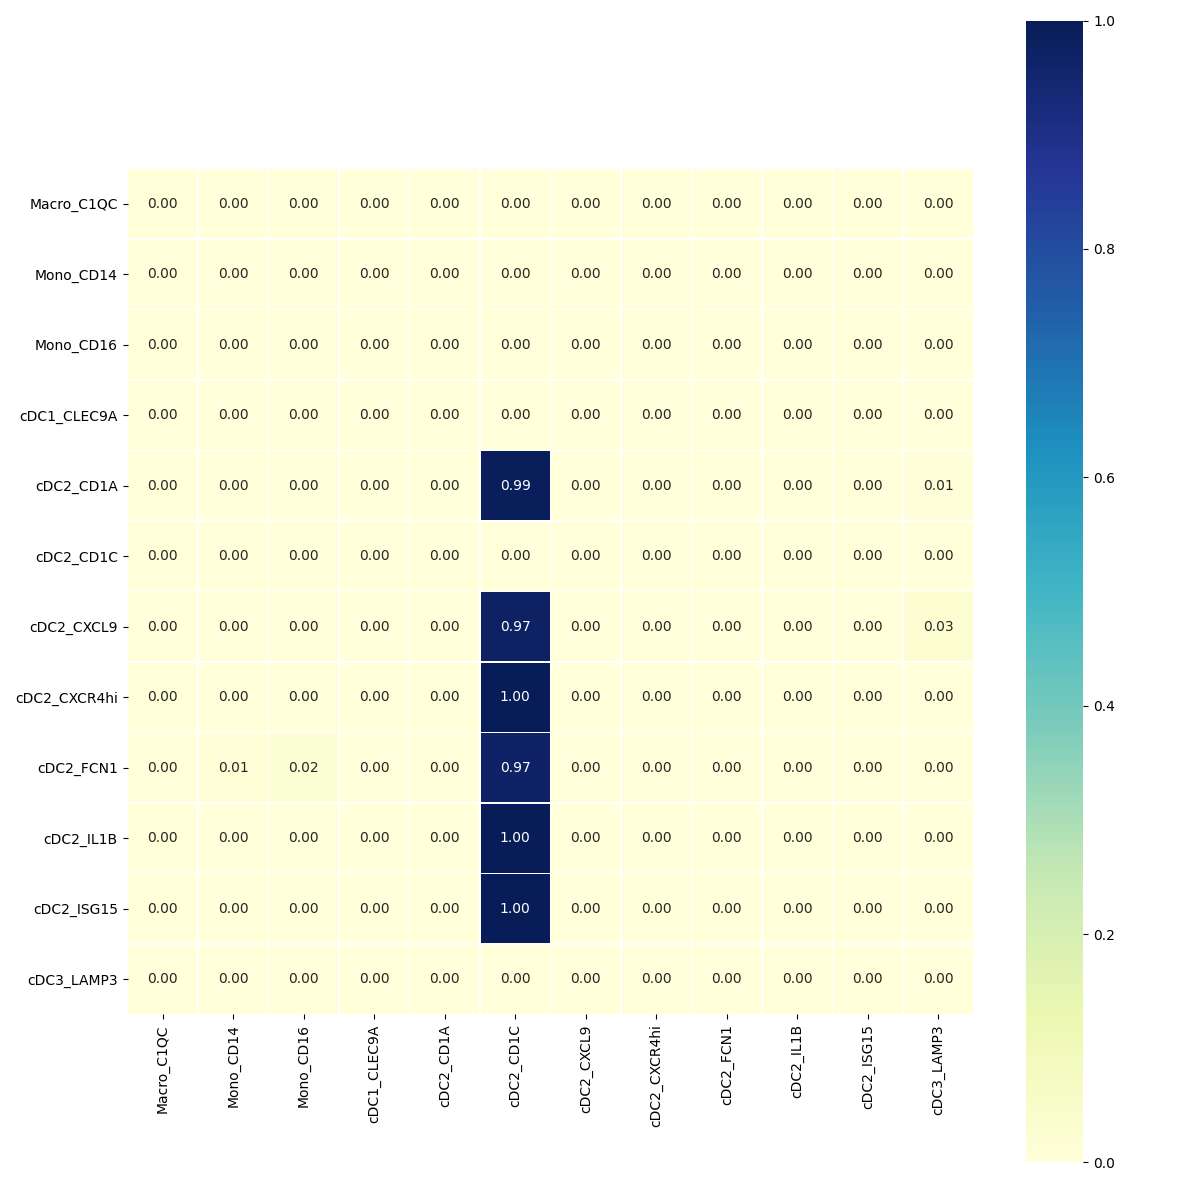 1.0
Macro_C1QC 0.00 0.00 0.00 0.00 0.00 0.00 0.00 0.00 0.00 0.00 0.00 0.00
0.8
Mono_CD14 0.00 0.00 0.00 0.00 0.00 0.00 0.00 0.00 0.00 0.00 0.00 0.00
Mono_CD16 0.00 0.00 0.00 0.00 0.00 0.00 0.00 0.00 0.00 0.00 0.00 0.00
cDC1_CLEC9A 0.00 0.00 0.00 0.00 0.00 0.00 0.00 0.00 0.00 0.00 0.00 0.00
0.6
cDC2_CD1A 0.00 0.00 0.00 0.00 0.00 0.99 0.00 0.00 0.00 0.00 0.00 0.01
cDC2_CD1C 0.00 0.00 0.00 0.00 0.00 0.00 0.00 0.00 0.00 0.00 0.00 0.00
cDC2_CXCL9 0.00 0.00 0.00 0.00 0.00 0.97 0.00 0.00 0.00 0.00 0.00 0.03
cDC2_CXCR4hi 0.00 0.00 0.00 0.00 0.00 1.00 0.00 0.00 0.00 0.00 0.00 0.00
0.4
cDC2_FCN1 0.00 0.01 0.02 0.00 0.00 0.97 0.00 0.00 0.00 0.00 0.00 0.00
cDC2_IL1B 0.00 0.00 0.00 0.00 0.00 1.00 0.00 0.00 0.00 0.00 0.00 0.00
cDC2_ISG15 0.00 0.00 0.00 0.00 0.00 1.00 0.00 0.00 0.00 0.00 0.00 0.00
0.2
cDC3_LAMP3 0.00 0.00 0.00 0.00 0.00 0.00 0.00 0.00 0.00 0.00 0.00 0.00
Macro_C1QC
Mono_CD14
Mono_CD16
cDC1_CLEC9A
cDC2_CD1A
cDC2_CD1C
cDC2_CXCL9
cDC2_CXCR4hi
cDC2_FCN1
cDC2_IL1B
cDC2_ISG15
cDC3_LAMP3
0.0